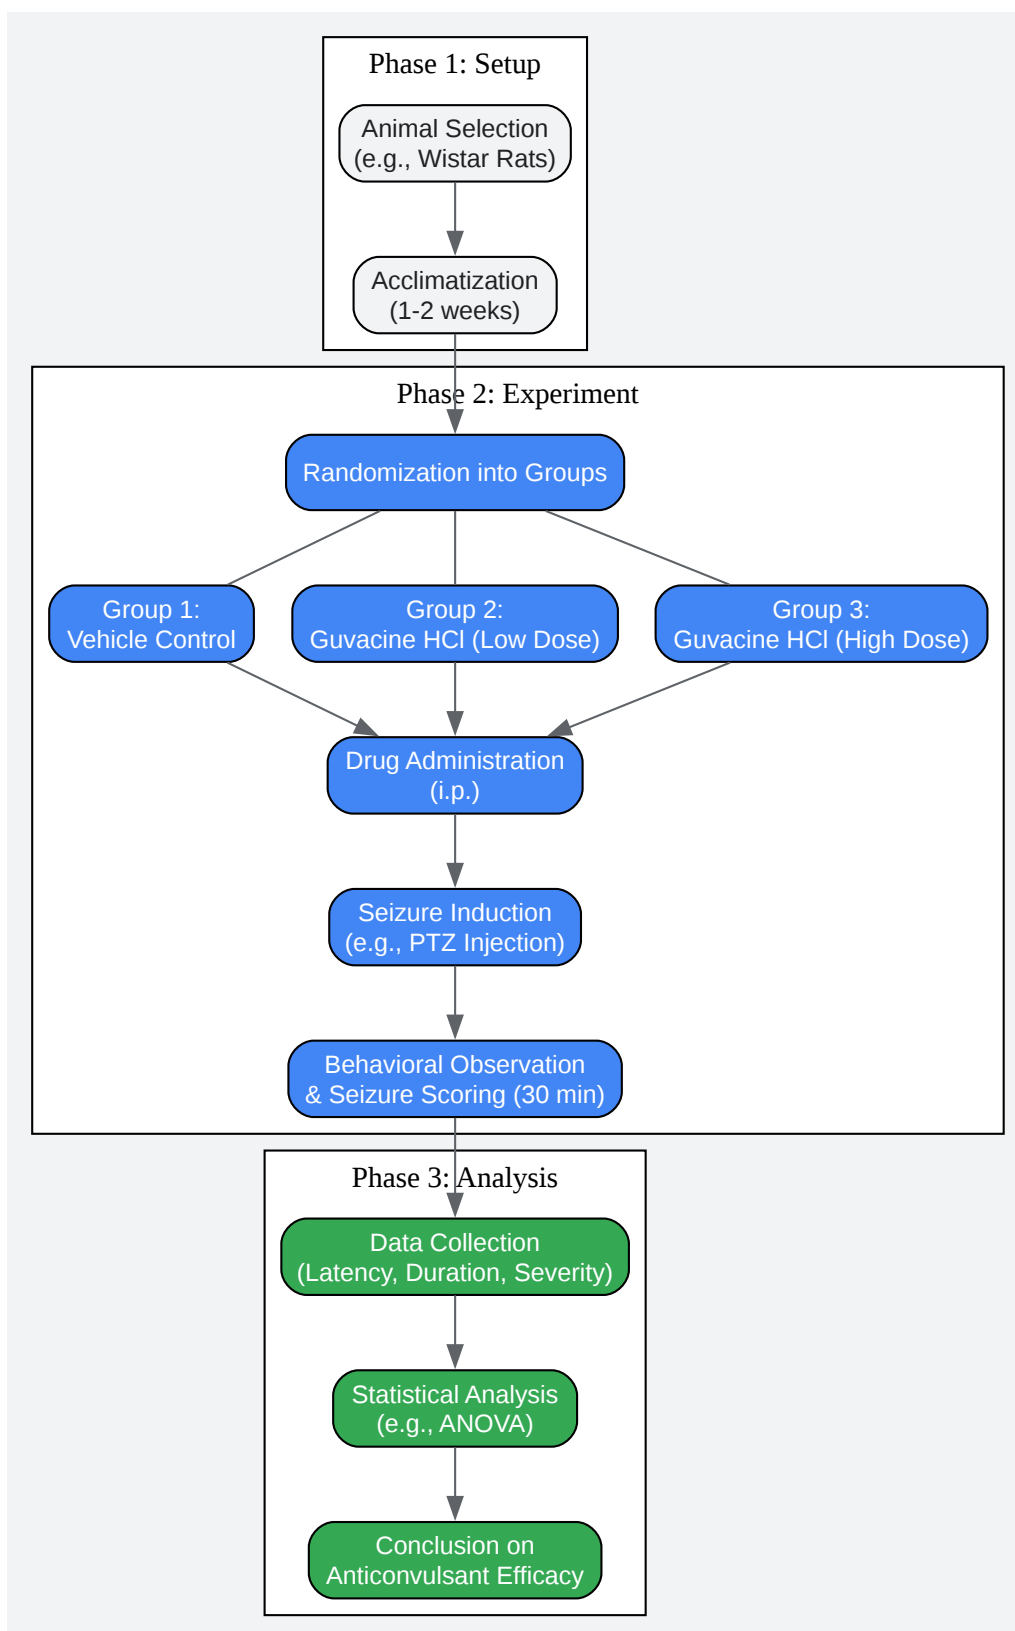 Phase 1: Setup
Animal Selection
(e.g., Wistar Rats)
Acclimatization
(1-2 weeks)
Phase 2: Experiment
Randomization into Groups
Group 1:
Vehicle Control
Group 2:
Guvacine HCl (Low Dose)
Group 3:
Guvacine HCl (High Dose)
Drug Administration
(i.p.)
Seizure Induction
(e.g., PTZ Injection)
Behavioral Observation
& Seizure Scoring (30 min)
Phase 3: Analysis
Data Collection
(Latency, Duration, Severity)
Statistical Analysis
(e.g., ANOVA)
Conclusion on
Anticonvulsant Efficacy